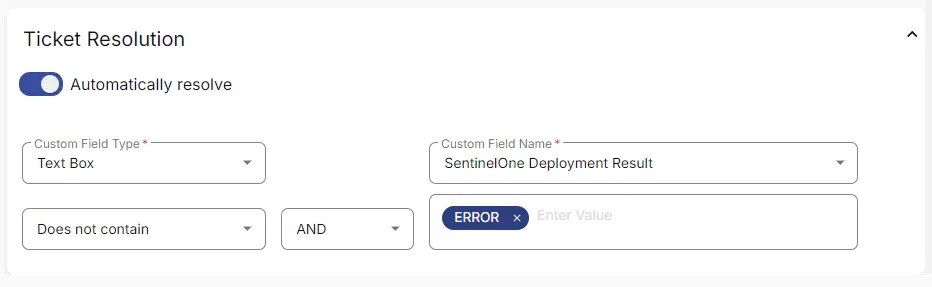 Ticket Resolution
Automatically resolve
Custom Field Type *
Text Box
Custom Field Name *
SentinelOne Deployment Result
Does not contain
AND
ERROR × Enter Value